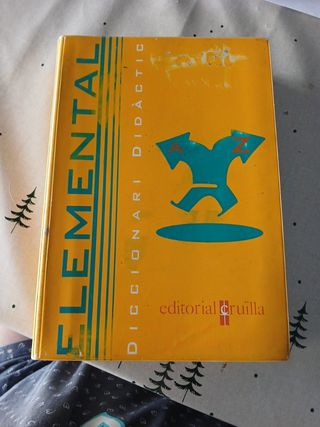 ELEMENTAL
DICCIONARI DIDÀCTIC
A Z
editorial cruïlla